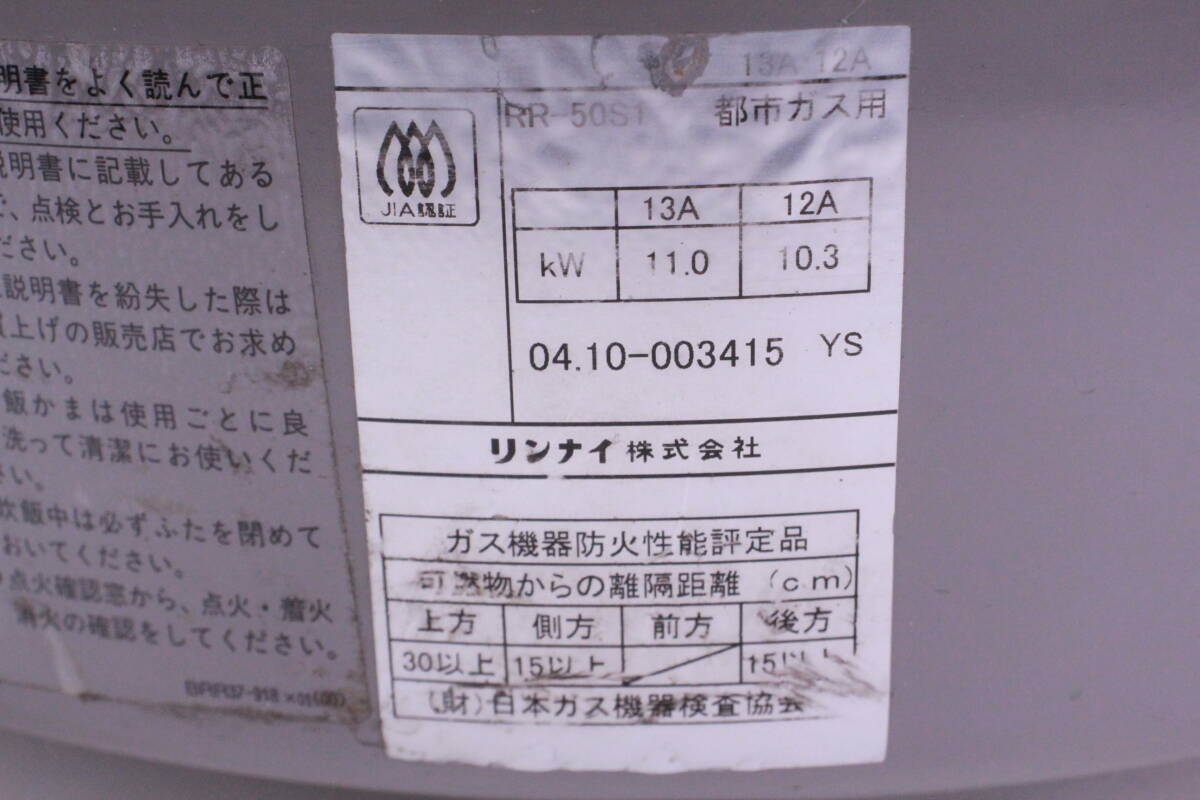 明書をよく読んで正
使用ください。
説明書に記載してある
、点検とお手入れをし
ださい。
説明書を紛失した際は
上げの販売店でお求め
ださい。
飯かまは使用ごとに良
洗って清潔にお使いくだ
さい。
炊飯中は必ずふたを閉めて
おいてください。
点火確認窓から、点火・着火
消火の確認をしてください。
13A 12A
RR-50S1 都市ガス用
JIA認証
13A 12A
kW 11.0 10.3
04.10-003415 YS
リンナイ株式会社
ガス機器防火性能評定品
可燃物からの離隔距離 (cm)
上方 側方 前方 後方
30以上 15以上 15以上
(財)日本ガス機器検査協会